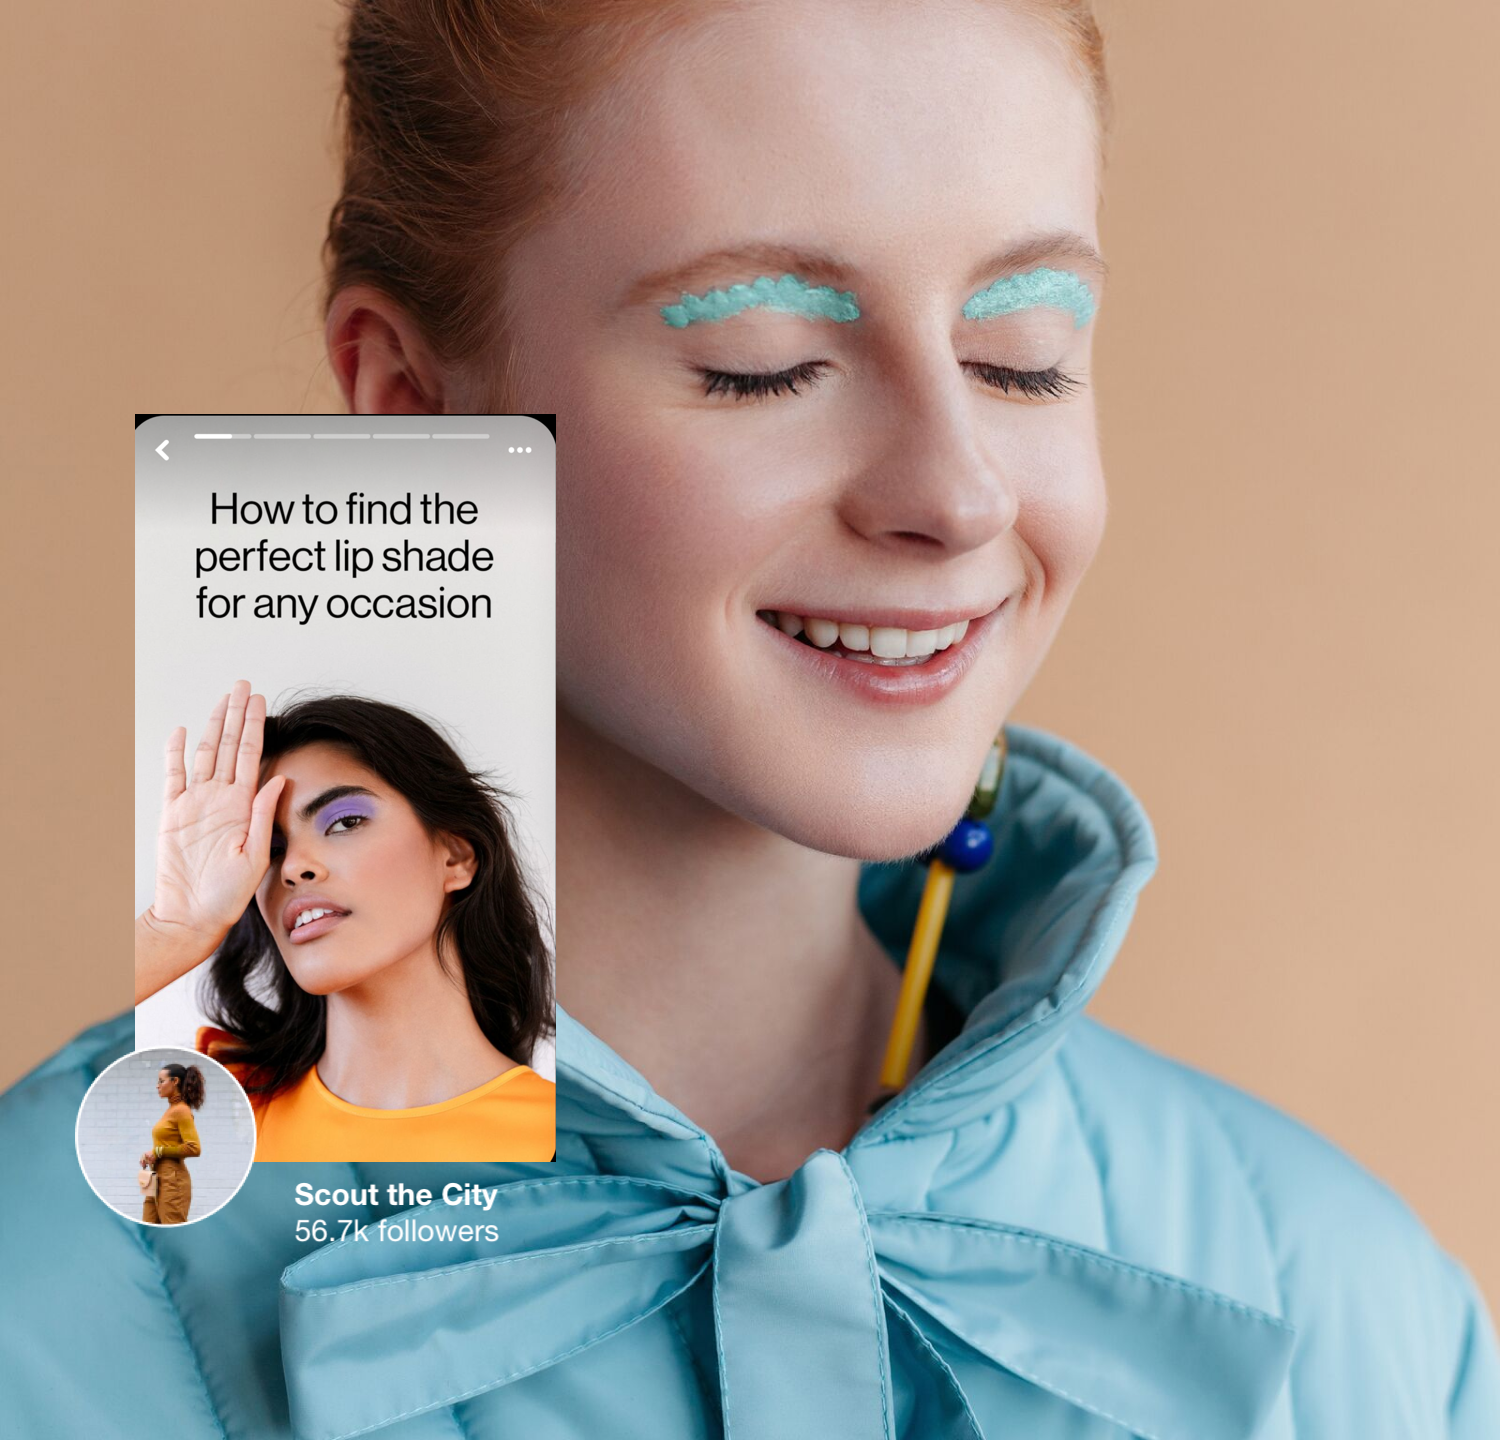 How to find the
perfect lip shade
for any occasion
Scout the City
56.7k followers